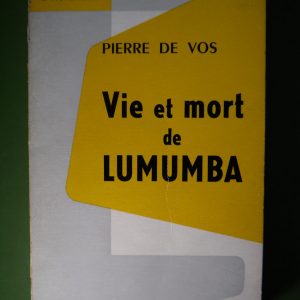 PIERRE DE VOS
Vie et mort
de
LUMUMBA